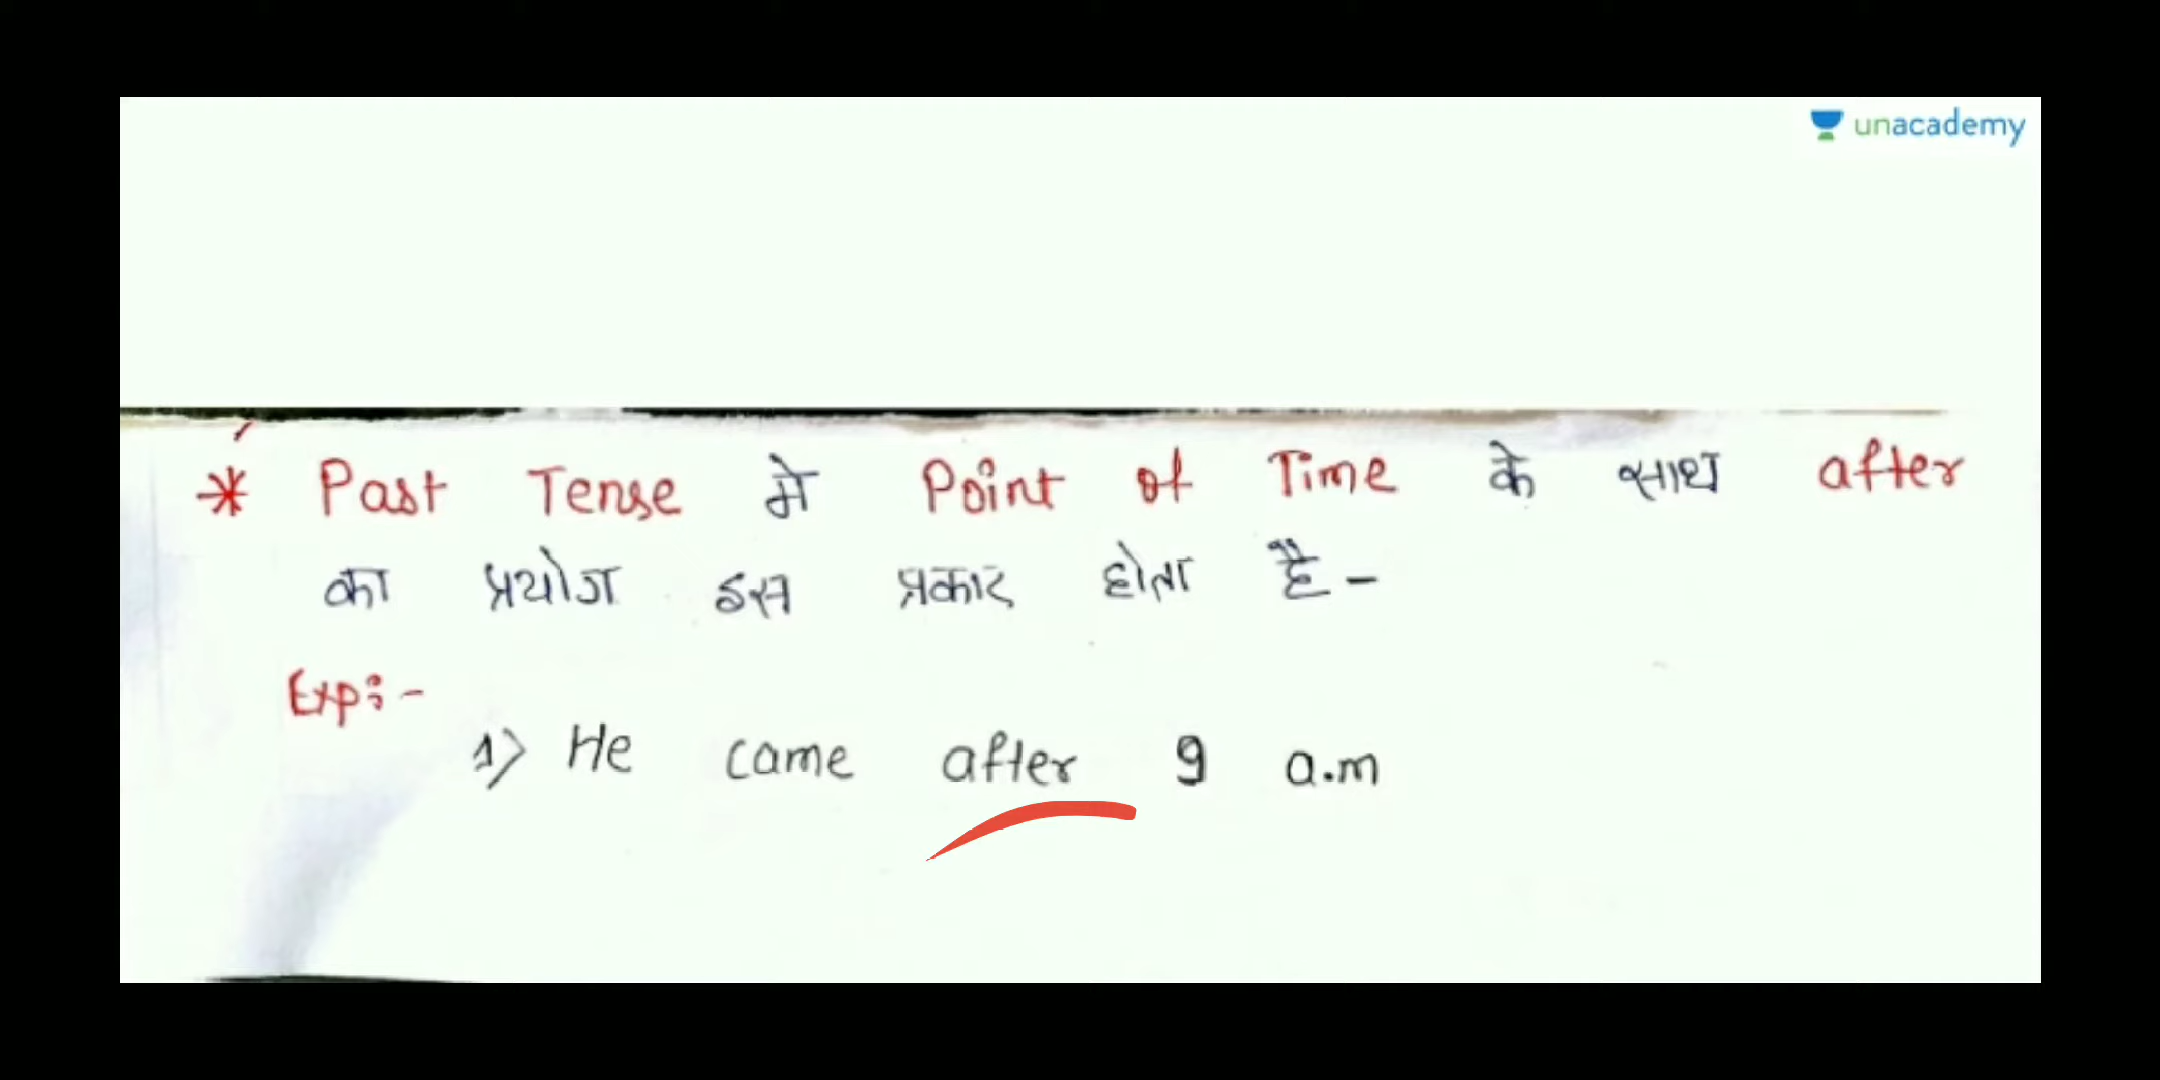 unacademy
* Past Tense मे Point of Time के साथ after
का प्रयोग इस प्रकार होता है -
Exp:-
1) He came after 9 a.m